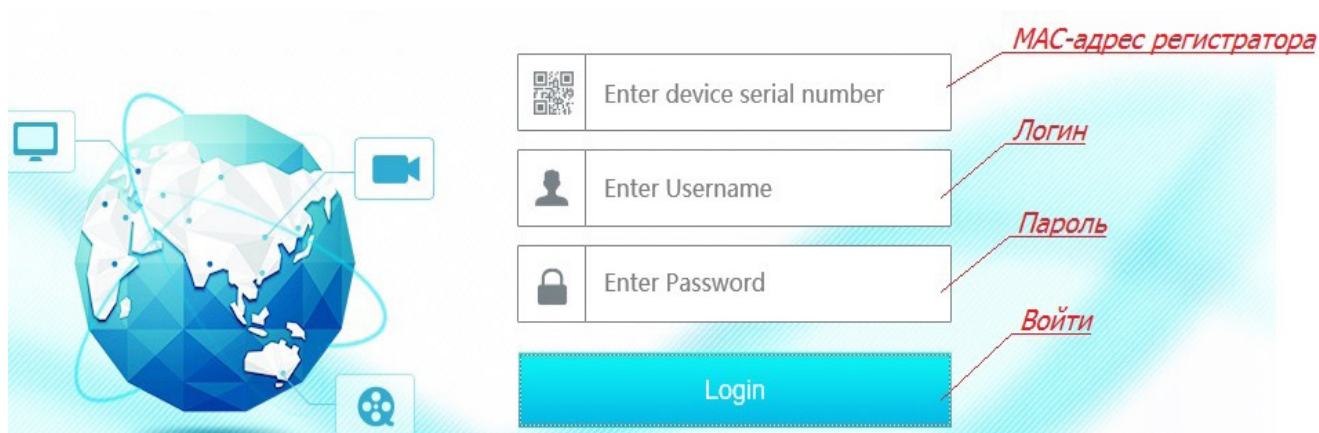 MAC-адрес регистратора
Enter device serial number
Логин
Enter Username
Пароль
Enter Password
Войти
Login